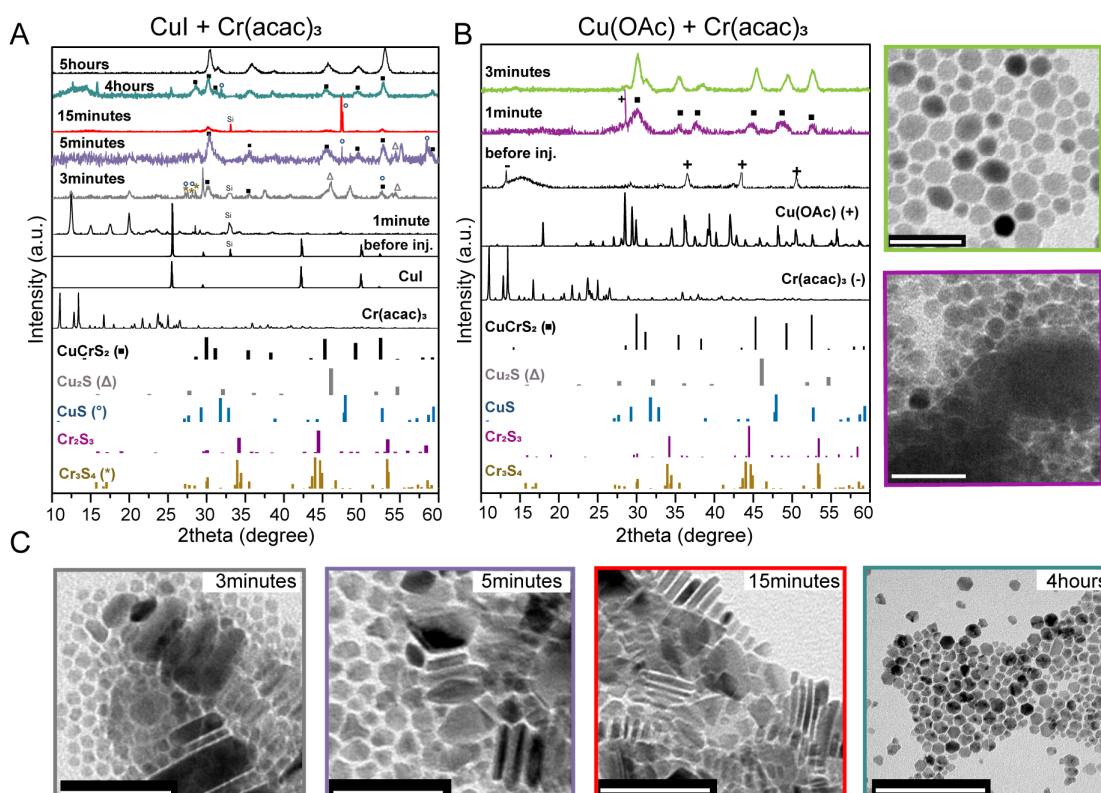 A
CuI + Cr(acac)₃
5hours
4hours
15minutes
Si
5minutes
3minutes
Si
1minute
Si
before inj.
CuI
Cr(acac)₃
CuCrS₂ (▪)
Cu₂S (Δ)
CuS (°)
Cr₂S₃
Cr₃S₄ (*)
Intensity (a.u.)
10 15 20 25 30 35 40 45 50 55 60
2theta (degree)
B
Cu(OAc) + Cr(acac)₃
3minutes
1minute
+
before inj.
-
+ + +
Cu(OAc) (+)
Cr(acac)₃ (-)
CuCrS₂ (▪)
Cu₂S (Δ)
CuS
Cr₂S₃
Cr₃S₄
Intensity (a.u.)
10 15 20 25 30 35 40 45 50 55 60
2theta (degree)
C
3minutes
5minutes
15minutes
4hours